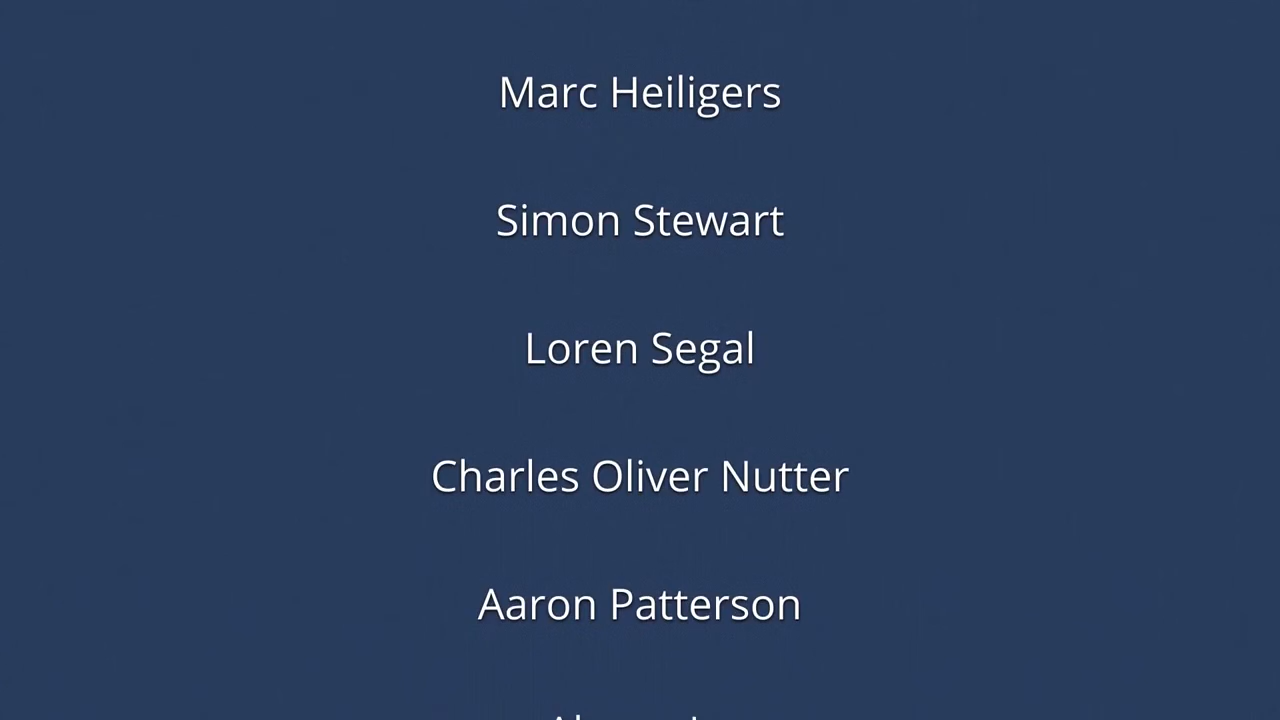 Marc Heiligers
Simon Stewart
Loren Segal
Charles Oliver Nutter
Aaron Patterson